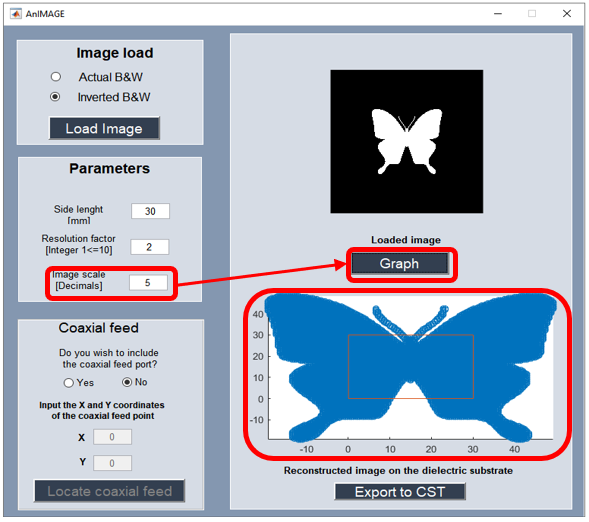 AnIMAGE
Image load
Actual B&W
Inverted B&W
Load Image
Parameters
Side lenght
[mm]
30
Resolution factor
[Integer 1<=10]
2
Image scale
[Decimals]
5
Coaxial feed
Do you wish to include
the coaxial feed port?
Yes
No
Input the X and Y coordinates
of the coaxial feed point
X
0
Y
0
Locate coaxial feed
Loaded image
Graph
40
30
20
10
0
-10
-10
0
10
20
30
40
Reconstructed image on the dielectric substrate
Export to CST